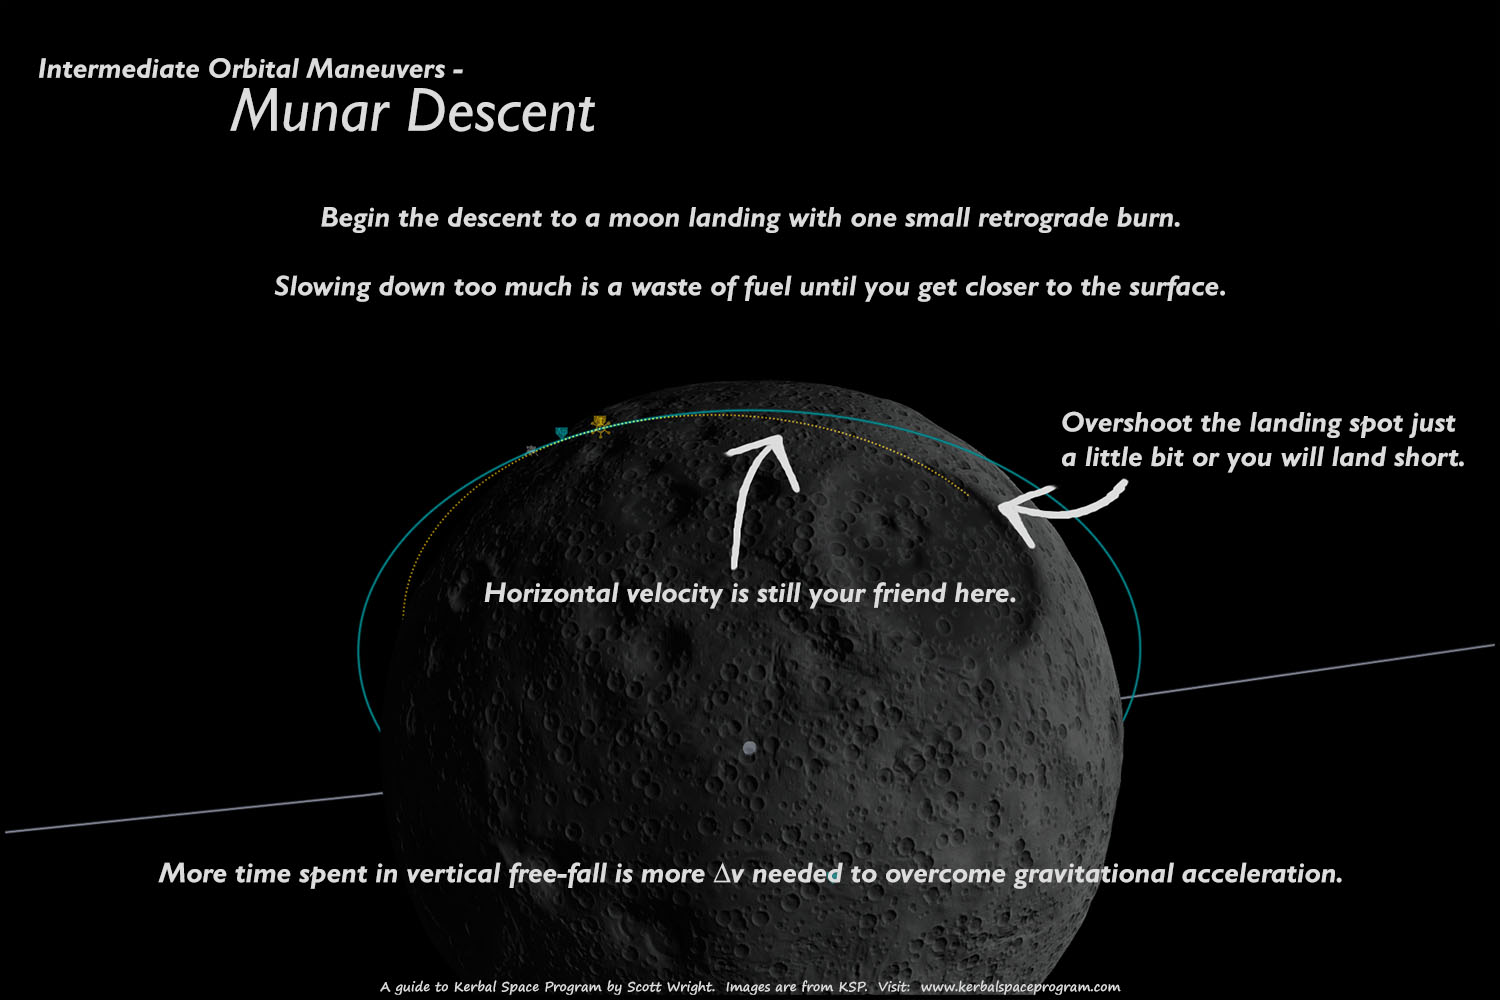 Intermediate Orbital Maneuvers -
Munar Descent
Begin the descent to a moon landing with one small retrograde burn.
Slowing down too much is a waste of fuel until you get closer to the surface.
Overshoot the landing spot just
a little bit or you will land short.
Horizontal velocity is still your friend here.
More time spent in vertical free-fall is more Δv needed to overcome gravitational acceleration.
A guide to Kerbal Space Program by Scott Wright. Images are from KSP. Visit: www.kerbalspaceprogram.com